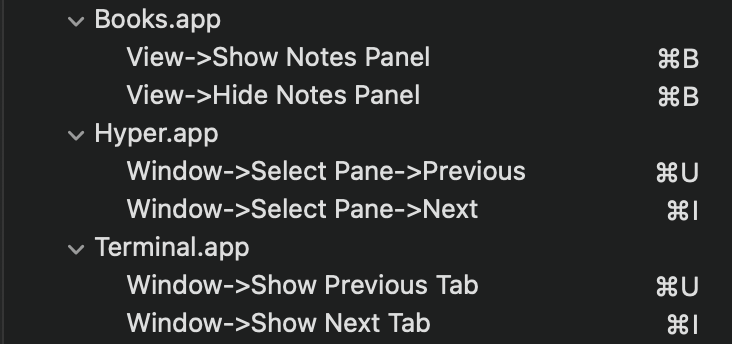 Books.app
View->Show Notes Panel ⌘B
View->Hide Notes Panel ⌘B
Hyper.app
Window->Select Pane->Previous ⌘U
Window->Select Pane->Next ⌘I
Terminal.app
Window->Show Previous Tab ⌘U
Window->Show Next Tab ⌘I